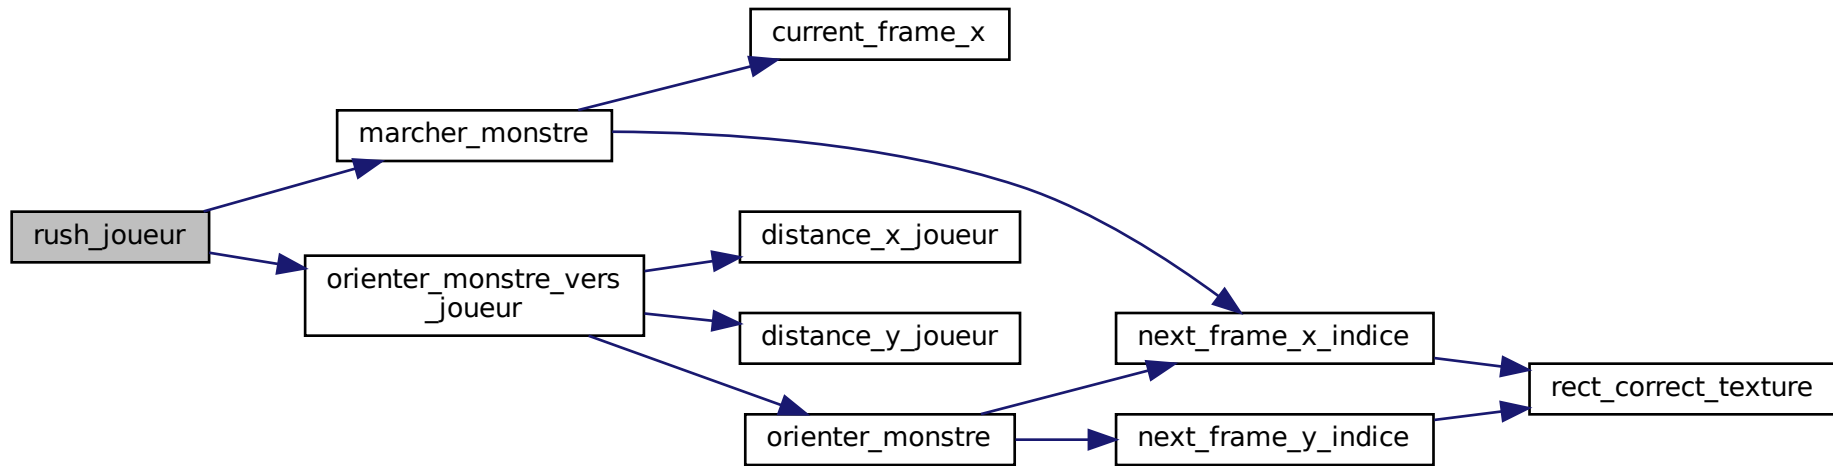 current_frame_x
marcher_monstre
rush_joueur
distance_x_joueur
orienter_monstre_vers
_joueur
distance_y_joueur
next_frame_x_indice
rect_correct_texture
orienter_monstre
next_frame_y_indice